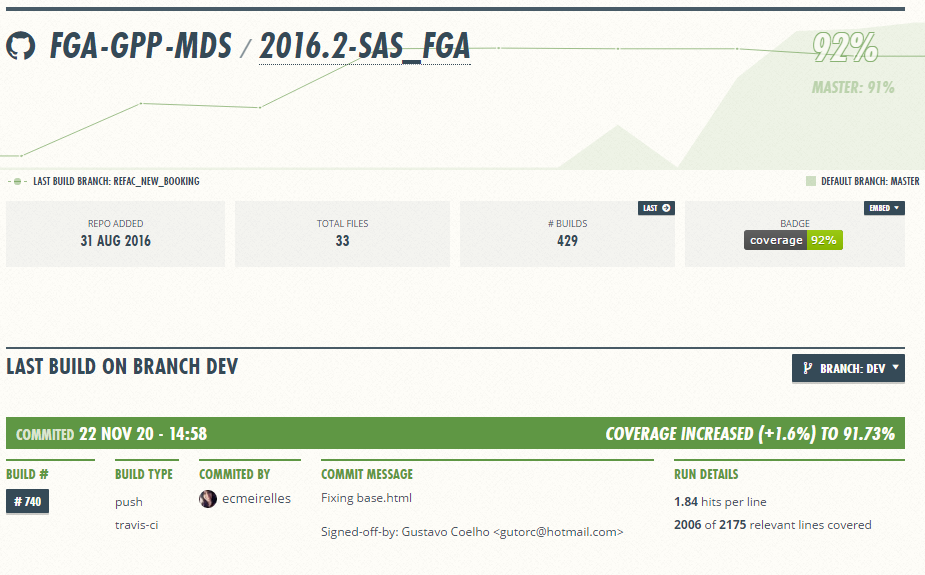 FGA-GPP-MDS / 2016.2-SAS_FGA
92%
MASTER: 91%
LAST BUILD BRANCH: REFAC_NEW_BOOKING
DEFAULT BRANCH: MASTER
REPO ADDED
31 AUG 2016
TOTAL FILES
33
LAST
# BUILDS
429
EMBED
BADGE
coverage 92%
LAST BUILD ON BRANCH DEV
BRANCH: DEV
COMMITED 22 NOV 20 - 14:58
COVERAGE INCREASED (+1.6%) TO 91.73%
BUILD #
# 740
BUILD TYPE
push
travis-ci
COMMITED BY
ecmeirelles
COMMIT MESSAGE
Fixing base.html
Signed-off-by: Gustavo Coelho <gutorc@hotmail.com>
RUN DETAILS
1.84 hits per line
2006 of 2175 relevant lines covered